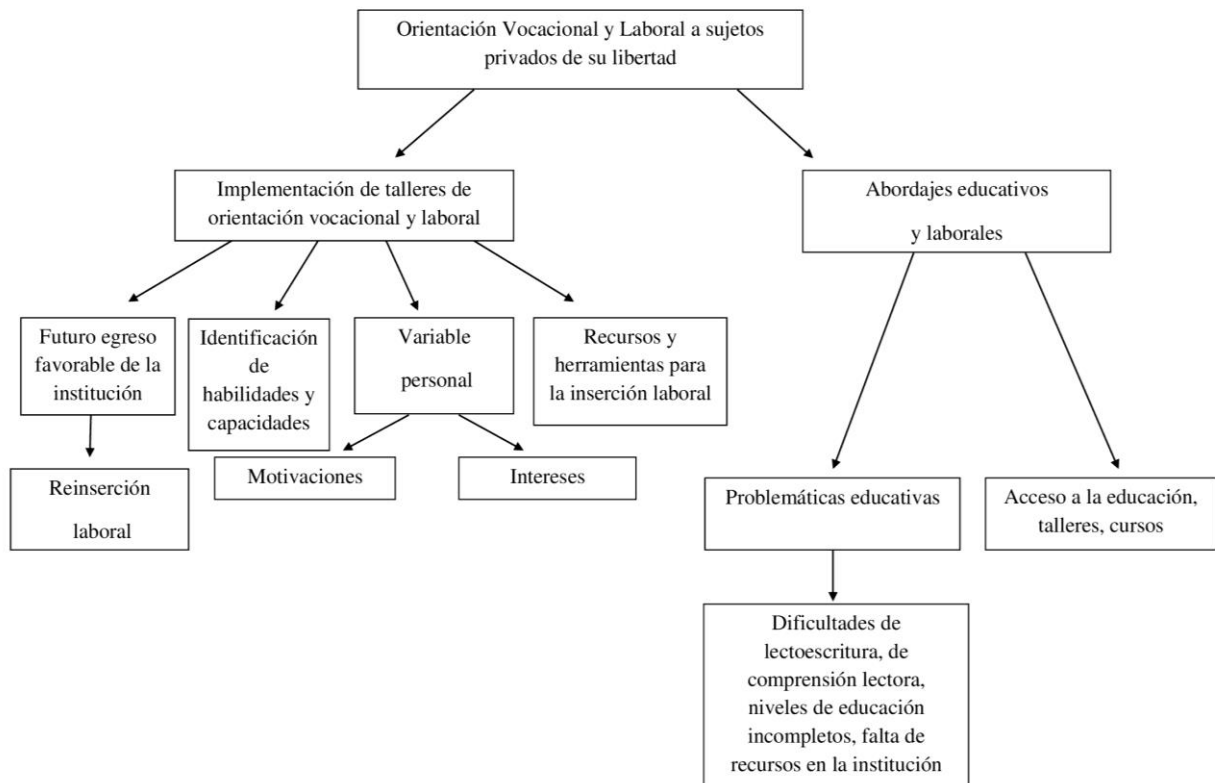 Orientación Vocacional y Laboral a sujetos
privados de su libertad
Implementación de talleres de
orientación vocacional y laboral
Abordajes educativos
y laborales
Futuro egreso
favorable de la
institución
Identificación
de
habilidades y
capacidades
Variable
personal
Recursos y
herramientas para
la inserción laboral
Reinserción
laboral
Motivaciones
Intereses
Problemáticas educativas
Acceso a la educación,
talleres, cursos
Dificultades de
lectoescritura, de
comprensión lectora,
niveles de educación
incompletos, falta de
recursos en la institución